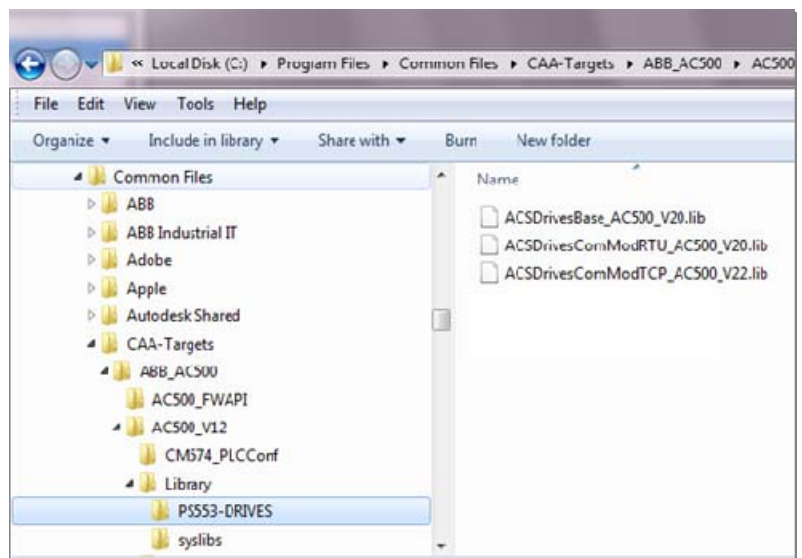 « Local Disk (C:) ▸ Program Files ▸ Common Files ▸ CAA-Targets ▸ ABB_AC500 ▸ AC500
File Edit View Tools Help
Organize ▾ Include in library ▾ Share with ▾ Burn New folder
Common Files
ABB
ABB Industrial IT
Adobe
Apple
Autodesk Shared
CAA-Targets
ABB_AC500
AC500_FWAPI
AC500_V12
CM574_PLCConf
Library
PS553-DRIVES
syslibs
Name
ACSDrivesBase_AC500_V20.lib
ACSDrivesComModRTU_AC500_V20.lib
ACSDrivesComModTCP_AC500_V22.lib